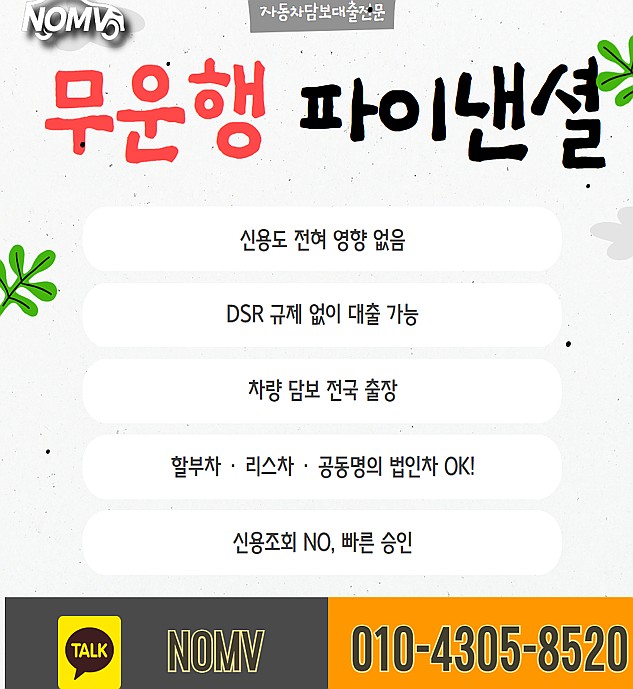 NOMV
자동차담보대출전문
무운행 파이낸셜
신용도 전혀 영향 없음
DSR 규제 없이 대출 가능
차량 담보 전국 출장
할부차 · 리스차 · 공동명의 법인차 OK!
신용조회 NO, 빠른 승인
TALK
NOMV
010-4305-8520